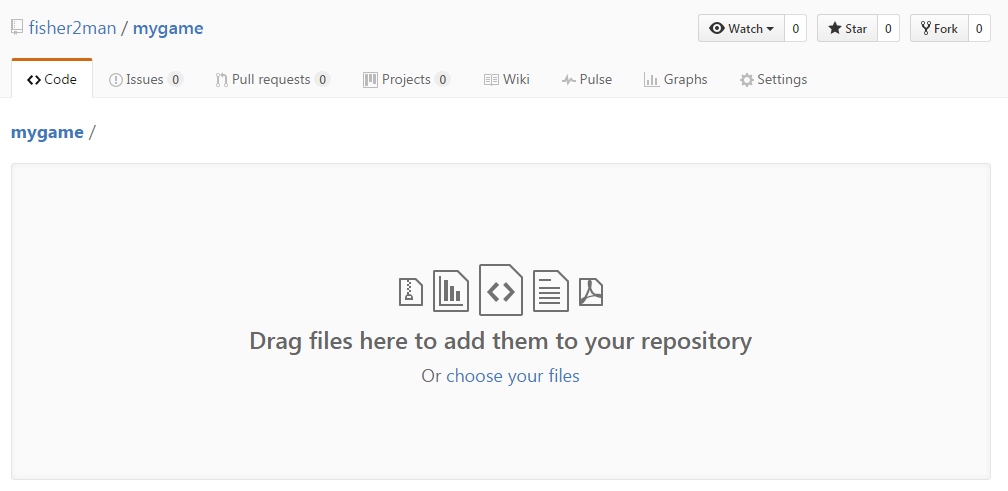 fisher2man / mygame Watch 0 Star 0 Fork 0
Code Issues 0 Pull requests 0 Projects 0 Wiki Pulse Graphs Settings
mygame /
Drag files here to add them to your repository
Or choose your files